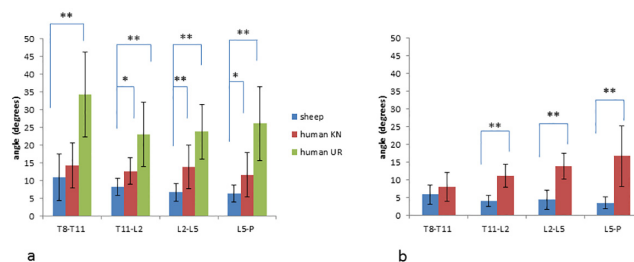 50
45
40
35
30
25
20
15
10
5
0
angle (degrees)
**
**
*
**
**
**
*
T8-T11
T11-L2
L2-L5
L5-P
sheep
human KN
human UR
a
50
45
40
35
30
25
20
15
10
5
0
angle (degrees)
**
**
**
T8-T11
T11-L2
L2-L5
L5-P
b